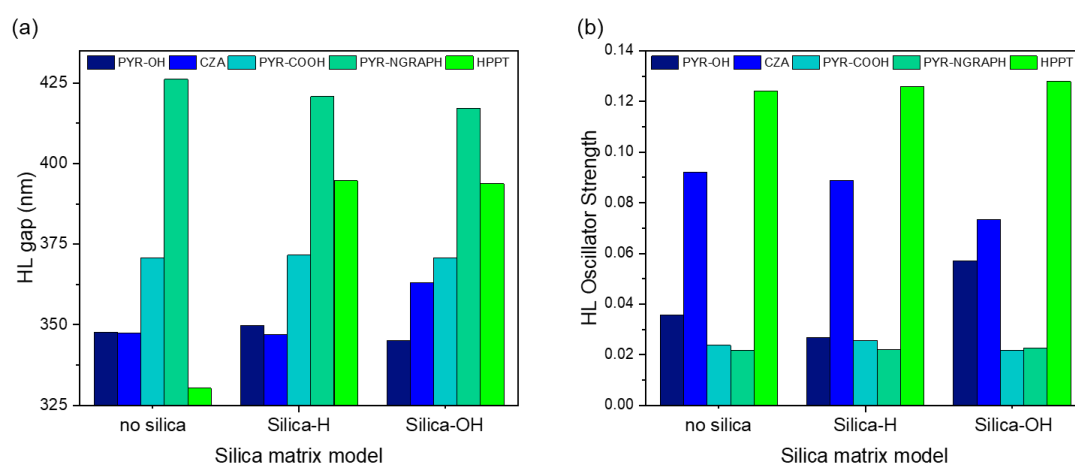 (a)
PYR-OH CZA PYR-COOH PYR-NGRAPH HPPT
425
400
375
350
325
HL gap (nm)
no silica Silica-H Silica-OH
Silica matrix model
(b)
PYR-OH CZA PYR-COOH PYR-NGRAPH HPPT
0.14
0.12
0.10
0.08
0.06
0.04
0.02
0.00
HL Oscillator Strength
no silica Silica-H Silica-OH
Silica matrix model